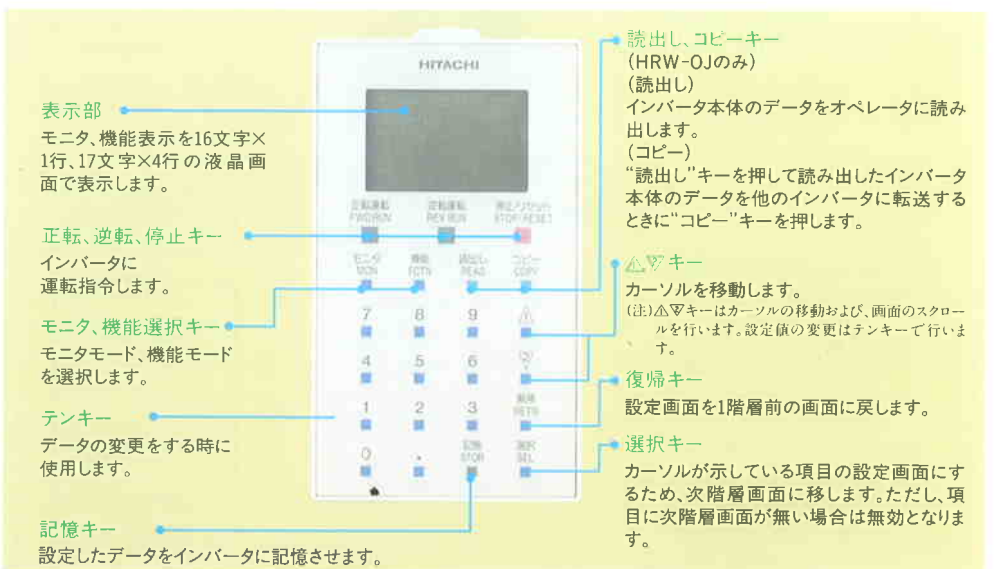 HITACHI
表示部
モニタ、機能表示を16文字×
1行、17文字×4行の液晶画
面で表示します。
正転、逆転、停止キー
インバータに
運転指令します。
モニタ、機能選択キー
モニタモード、機能モード
を選択します。
テンキー
データの変更をする時に
使用します。
記憶キー
設定したデータをインバータに記憶させます。
正転運転 逆転運転
FWD RUN REV RUN STOP/RESET
モニタ 機能 読出し コピー
MON FCTN READ COPY
7 8 9 △
4 5 6 ▽
1 2 3 復帰
RETN
0 . 記憶 選択
STOR SEL
読出し、コピーキー
(HRW-OJのみ)
(読出し)
インバータ本体のデータをオペレータに読み
出します。
(コピー)
“読出し”キーを押して読み出したインバータ
本体のデータを他のインバータに転送する
ときに“コピー”キーを押します。
△▽キー
カーソルを移動します。
(注)△▽キーはカーソルの移動および、画面のスクロー
ルを行います。設定値の変更はテンキーで行いま
す。
復帰キー
設定画面を1階層前の画面に戻します。
選択キー
カーソルが示している項目の設定画面にす
るため、次階層画面に移します。ただし、項
目に次階層画面が無い場合は無効となりま
す。